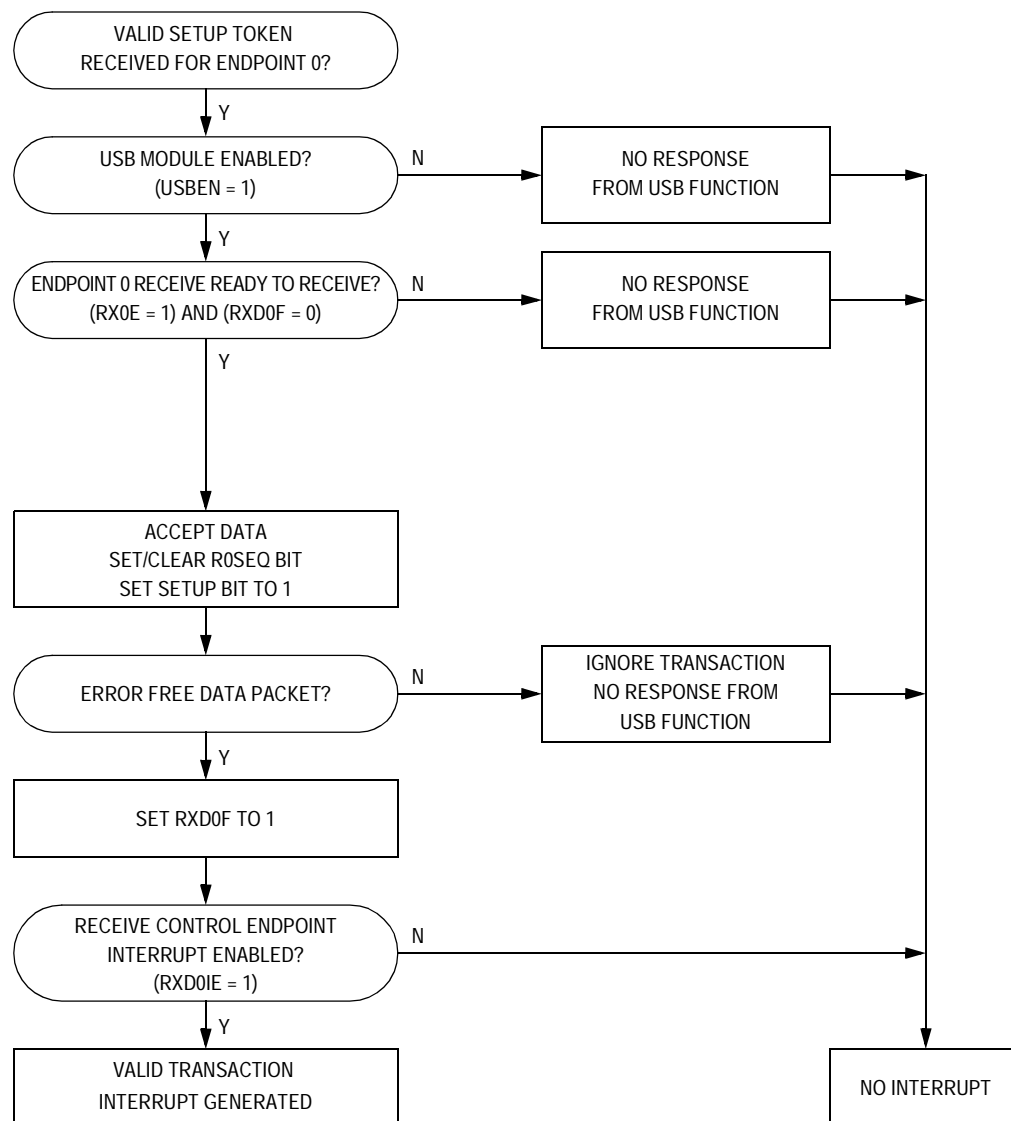 VALID SETUP TOKEN
RECEIVED FOR ENDPOINT 0?
Y
USB MODULE ENABLED?
(USBEN = 1)
N
NO RESPONSE
FROM USB FUNCTION
Y
ENDPOINT 0 RECEIVE READY TO RECEIVE?
(RX0E = 1) AND (RXD0F = 0)
N
NO RESPONSE
FROM USB FUNCTION
Y
ACCEPT DATA
SET/CLEAR R0SEQ BIT
SET SETUP BIT TO 1
ERROR FREE DATA PACKET?
N
IGNORE TRANSACTION
NO RESPONSE FROM
USB FUNCTION
Y
SET RXD0F TO 1
RECEIVE CONTROL ENDPOINT
INTERRUPT ENABLED?
(RXD0IE = 1)
N
Y
VALID TRANSACTION
INTERRUPT GENERATED
NO INTERRUPT